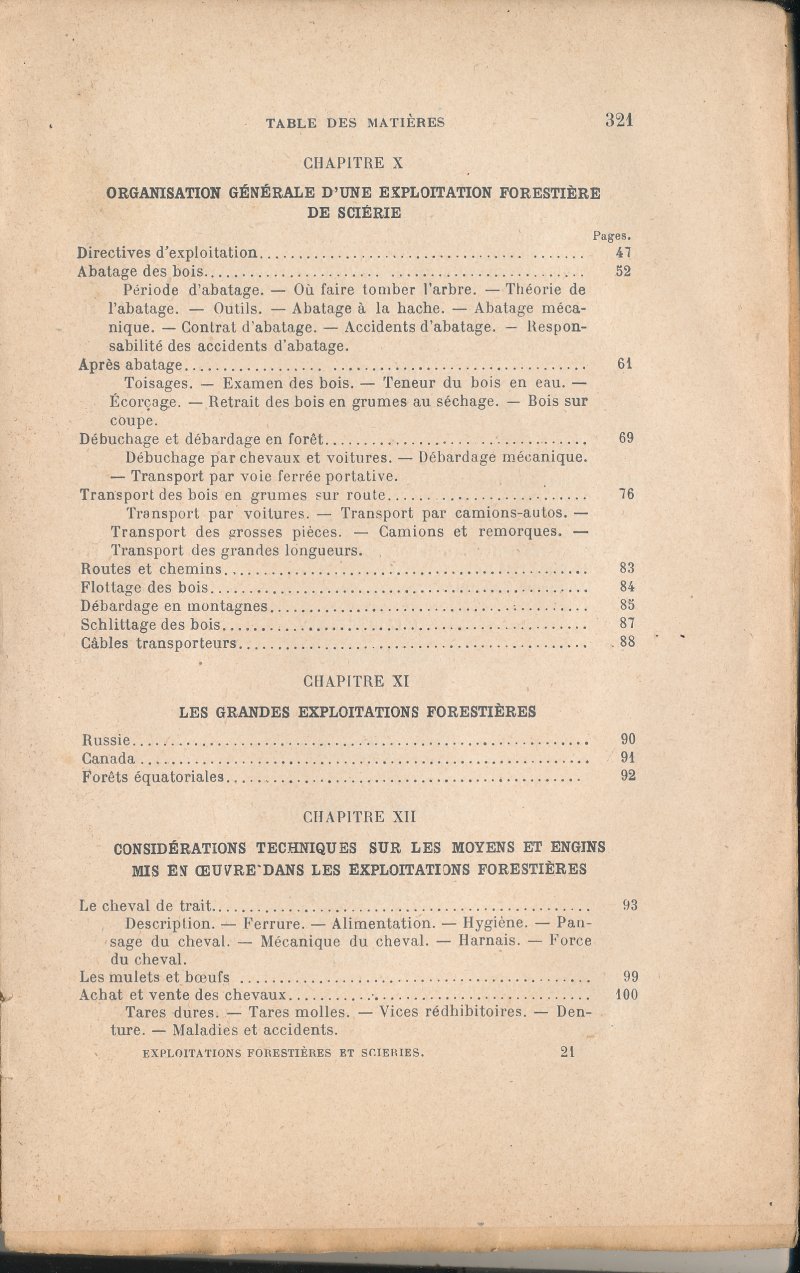 TABLE DES MATIÈRES 321
CHAPITRE X
ORGANISATION GÉNÉRALE D'UNE EXPLOITATION FORESTIÈRE
DE SCIÉRIE
Pages.
Directives d'exploitation........................................ 47
Abatage des bois........................................ 52
Période d'abatage. — Où faire tomber l'arbre. — Théorie de
l'abatage. — Outils. — Abatage à la hache. — Abatage méca-
nique. — Contrat d'abatage. — Accidents d'abatage. — Respon-
sabilité des accidents d'abatage.
Après abatage........................................ 61
Toisages. — Examen des bois. — Teneur du bois en eau. —
Écorçage. — Retrait des bois en grumes au séchage. — Bois sur
coupe.
Débuchage et débardage en forêt........................................ 69
Débuchage par chevaux et voitures. — Débardage mécanique.
— Transport par voie ferrée portative.
Transport des bois en grumes sur route........................................ 76
Transport par voitures. — Transport par camions-autos. —
Transport des grosses pièces. — Camions et remorques. —
Transport des grandes longueurs.
Routes et chemins........................................ 83
Flottage des bois........................................ 84
Débardage en montagnes........................................ 85
Schlittage des bois........................................ 87
Câbles transporteurs........................................ 88
CHAPITRE XI
LES GRANDES EXPLOITATIONS FORESTIÈRES
Russie........................................ 90
Canada........................................ 91
Forêts équatoriales........................................ 92
CHAPITRE XII
CONSIDÉRATIONS TECHNIQUES SUR LES MOYENS ET ENGINS
MIS EN ŒUVRE DANS LES EXPLOITATIONS FORESTIÈRES
Le cheval de trait........................................ 93
Description. — Ferrure. — Alimentation. — Hygiène. — Pan-
sage du cheval. — Mécanique du cheval. — Harnais. — Force
du cheval.
Les mulets et bœufs ........................................ 99
Achat et vente des chevaux........................................ 100
Tares dures. — Tares molles. — Vices rédhibitoires. — Den-
ture. — Maladies et accidents.
EXPLOITATIONS FORESTIÈRES ET SCIERIES. 21